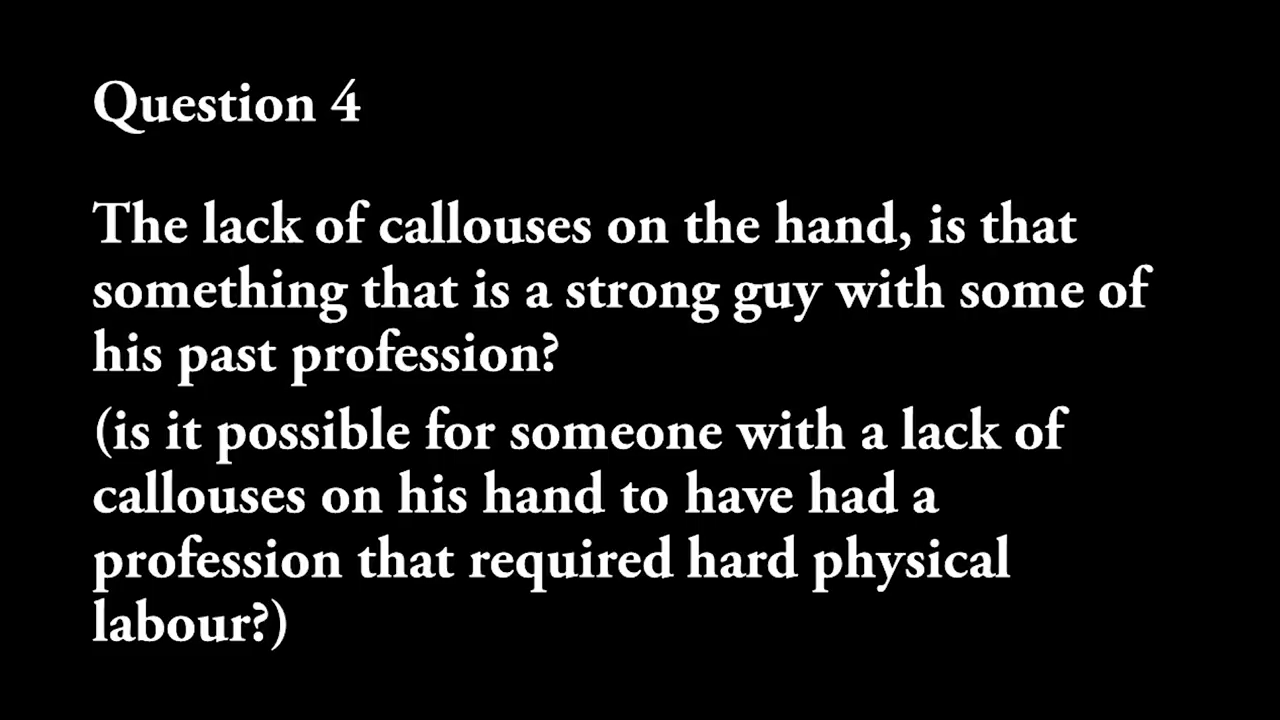 Question 4
The lack of callouses on the hand, is that
something that is a strong guy with some of
his past profession?
(is it possible for someone with a lack of
callouses on his hand to have had a
profession that required hard physical
labour?)